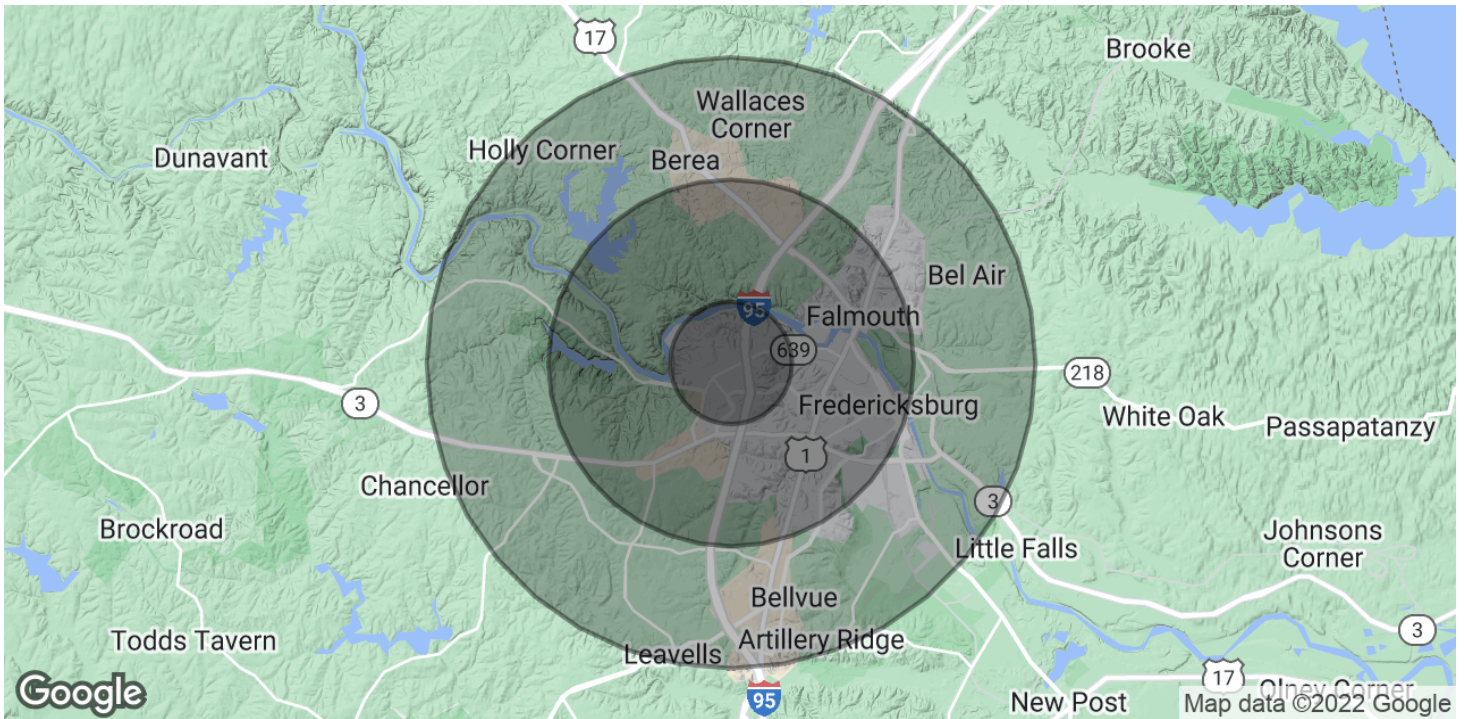 17
Brooke
Wallaces
Corner
Dunavant
Holly Corner
Berea
Bel Air
95
Falmouth
639
218
3
Fredericksburg
White Oak
Passapatanzy
1
Chancellor
3
Brockroad
Little Falls
Johnsons
Corner
Bellvue
Todds Tavern
Artillery Ridge
3
Leavells
17
Olney Corner
Google
95
New Post
Map data ©2022 Google